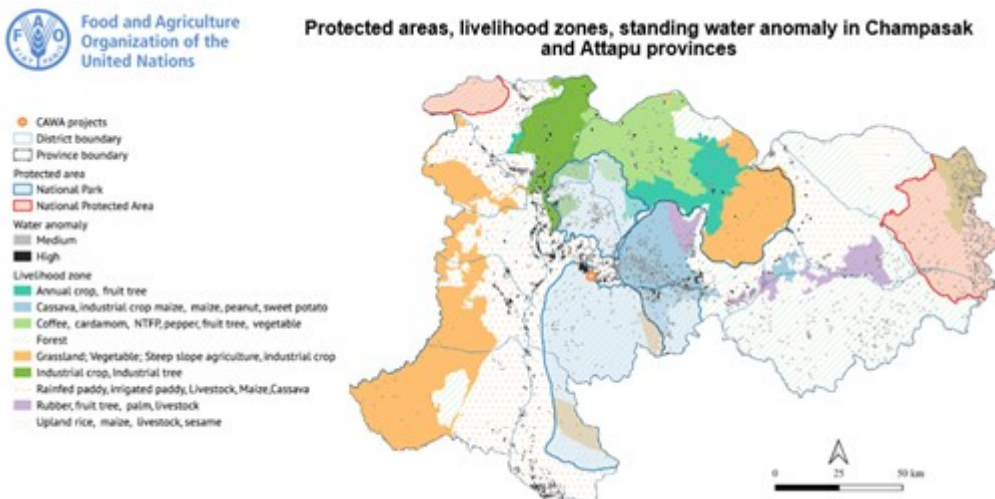 Food and Agriculture
Organization of the
United Nations
FIAT PANIS
Protected areas, livelihood zones, standing water anomaly in Champasak
and Attapu provinces
CAWA projects
District boundary
Province boundary
Protected area
National Park
National Protected Area
Water anomaly
Medium
High
Livelihood zone
Annual crop, fruit tree
Cassava, industrial crop maize, maize, peanut, sweet potato
Coffee, cardamom, NTFP, pepper, fruit tree, vegetable
Forest
Grassland; Vegetable; Steep slope agriculture, industrial crop
Industrial crop, Industrial tree
Rainfed paddy, irrigated paddy, Livestock, Maize,Cassava
Rubber, fruit tree, palm, livestock
Upland rice, maize, livestock, sesame
0 25 50 km